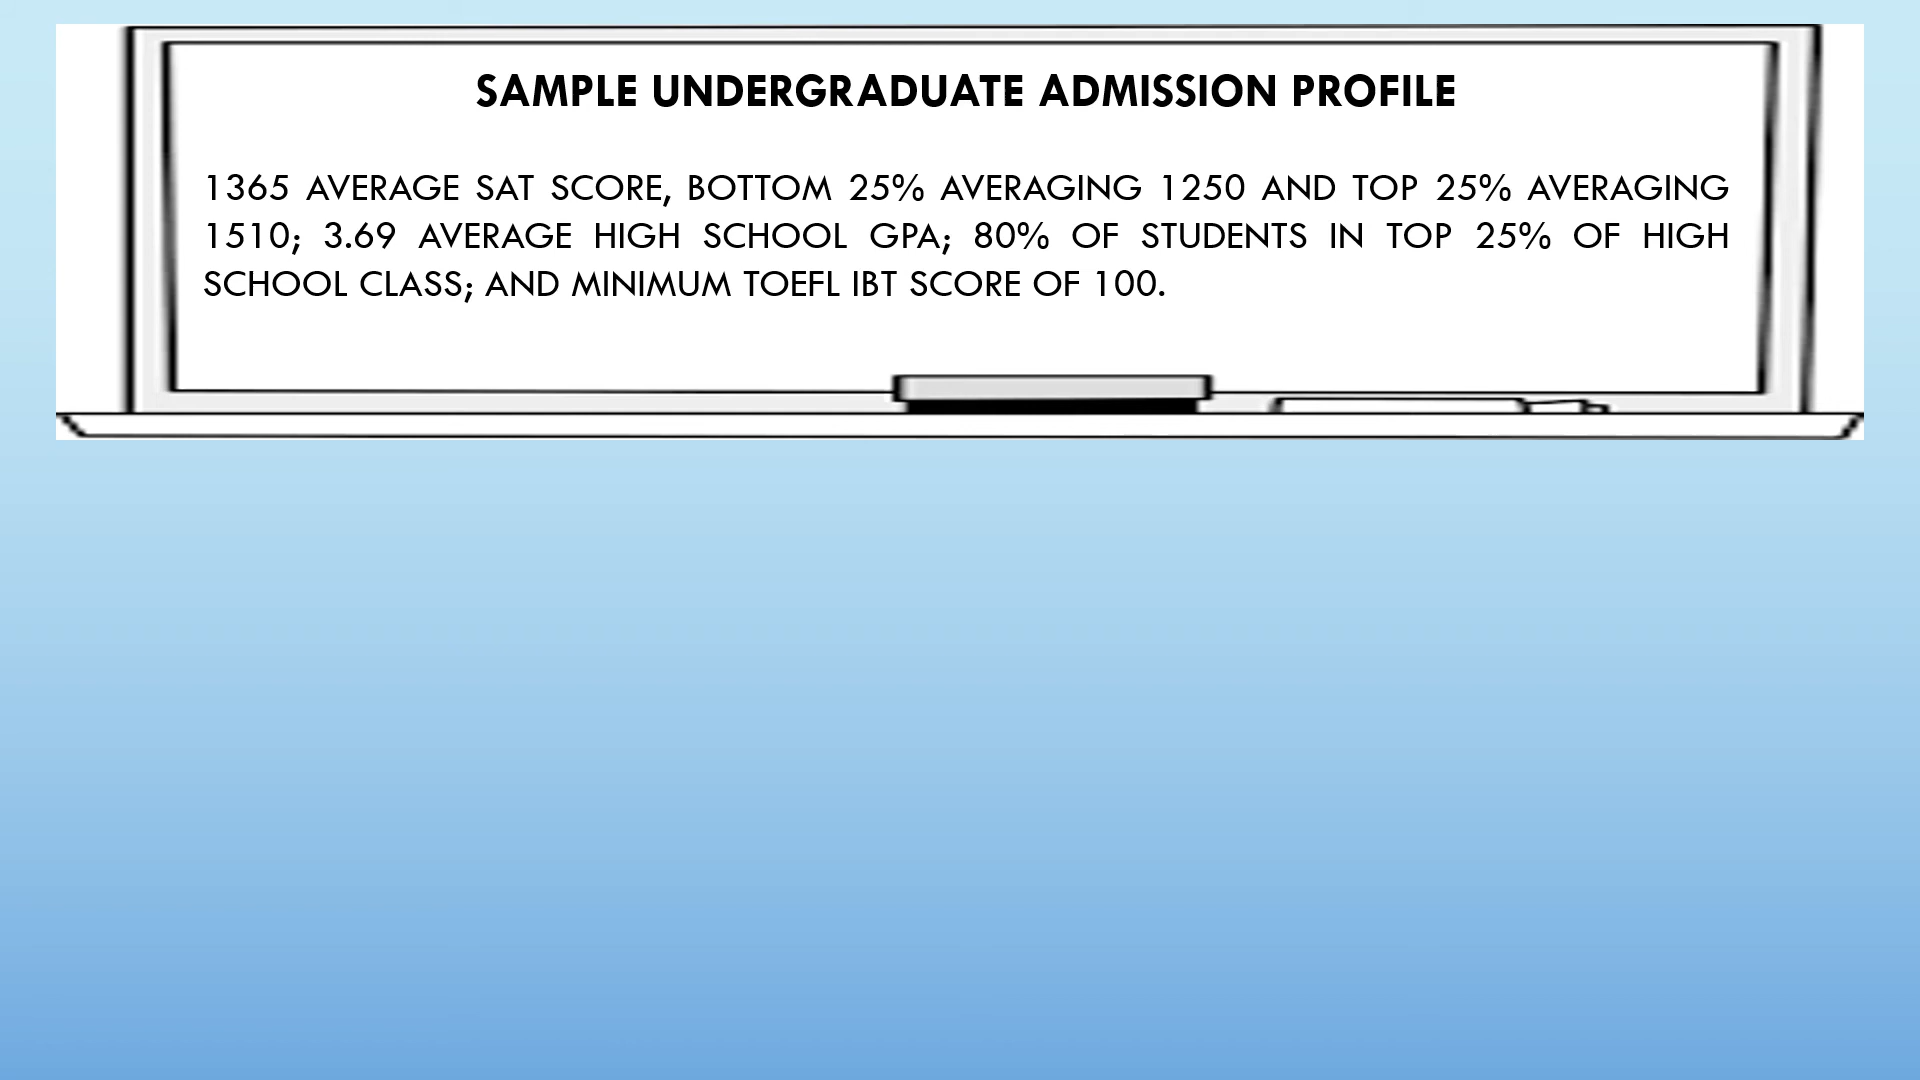 SAMPLE UNDERGRADUATE ADMISSION PROFILE
1365 AVERAGE SAT SCORE, BOTTOM 25% AVERAGING 1250 AND TOP 25% AVERAGING
1510; 3.69 AVERAGE HIGH SCHOOL GPA; 80% OF STUDENTS IN TOP 25% OF HIGH
SCHOOL CLASS; AND MINIMUM TOEFL IBT SCORE OF 100.